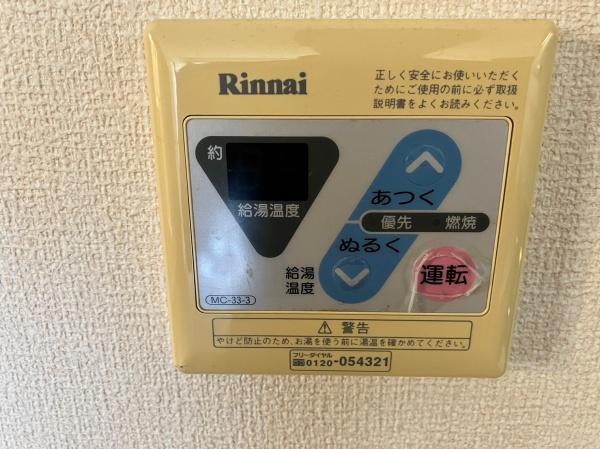 Rinnai
正しく安全にお使いいただく
ためにご使用の前に必ず取扱
説明書をよくお読みください。
約
給湯温度
あつく
優先 燃焼
ぬるく
給湯
温度
運転
MC-33-3
⚠ 警告
やけど防止のため、お湯を使う前に湯温を確かめてください。
フリーダイヤル
0120-054321